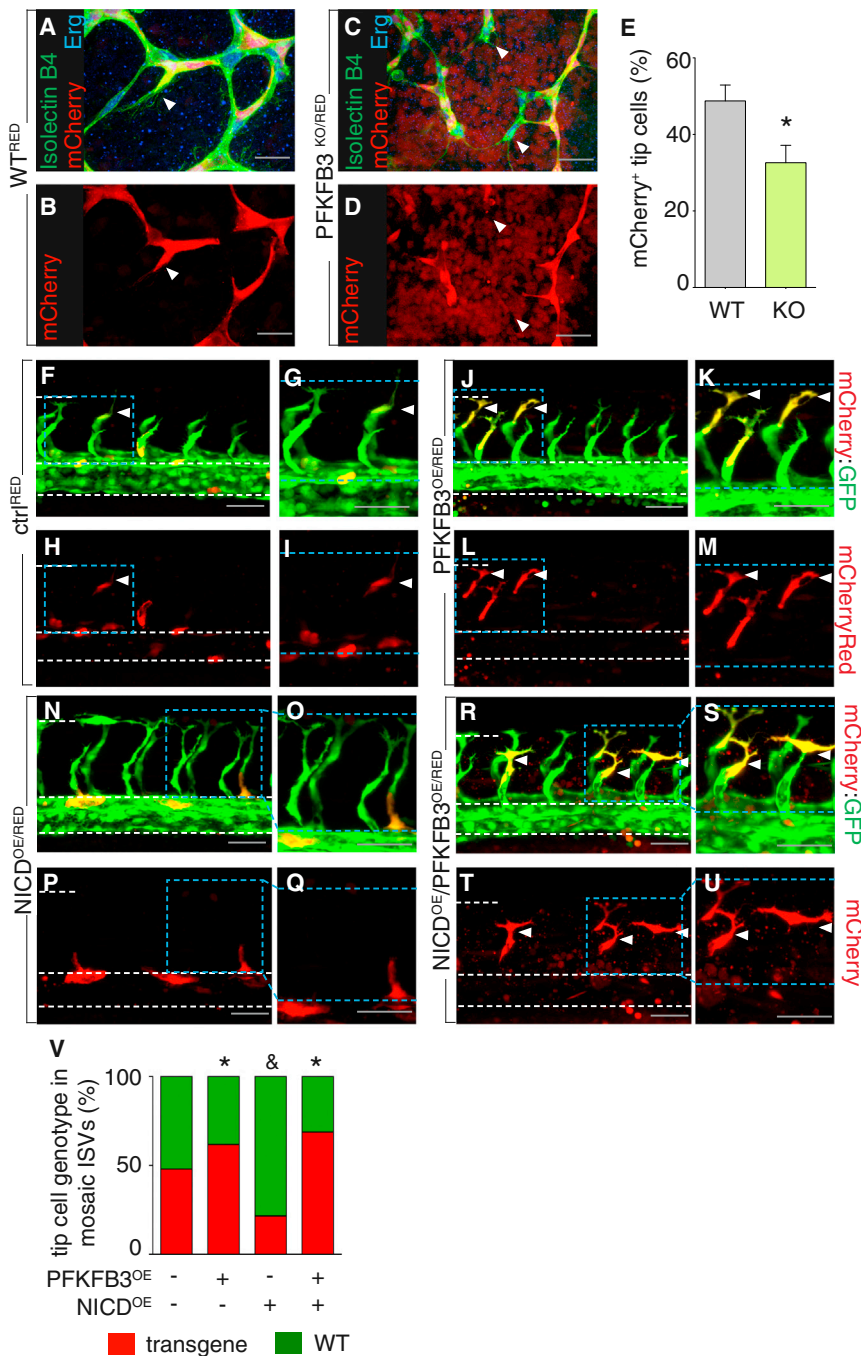 A
C
E
WT^RED
Isolectin B4 Erg
mCherry
PFKFB3^KO/RED
Isolectin B4 Erg
mCherry
B
D
mCherry
mCherry
mCherry⁺ tip cells (%)
60
40
20
0
*
WT
KO
F
G
J
K
ctrl^RED
PFKFB3^OE/RED
mCherry:GFP
H
I
L
M
mCherryRed
N
O
R
S
NICD^OE/RED
NICD^OE/PFKFB3^OE/RED
mCherry:GFP
P
Q
T
U
mCherry
V
tip cell genotype in
mosaic ISVs (%)
100
50
0
* & *
PFKFB3^OE - + - +
NICD^OE - - + +
transgene WT